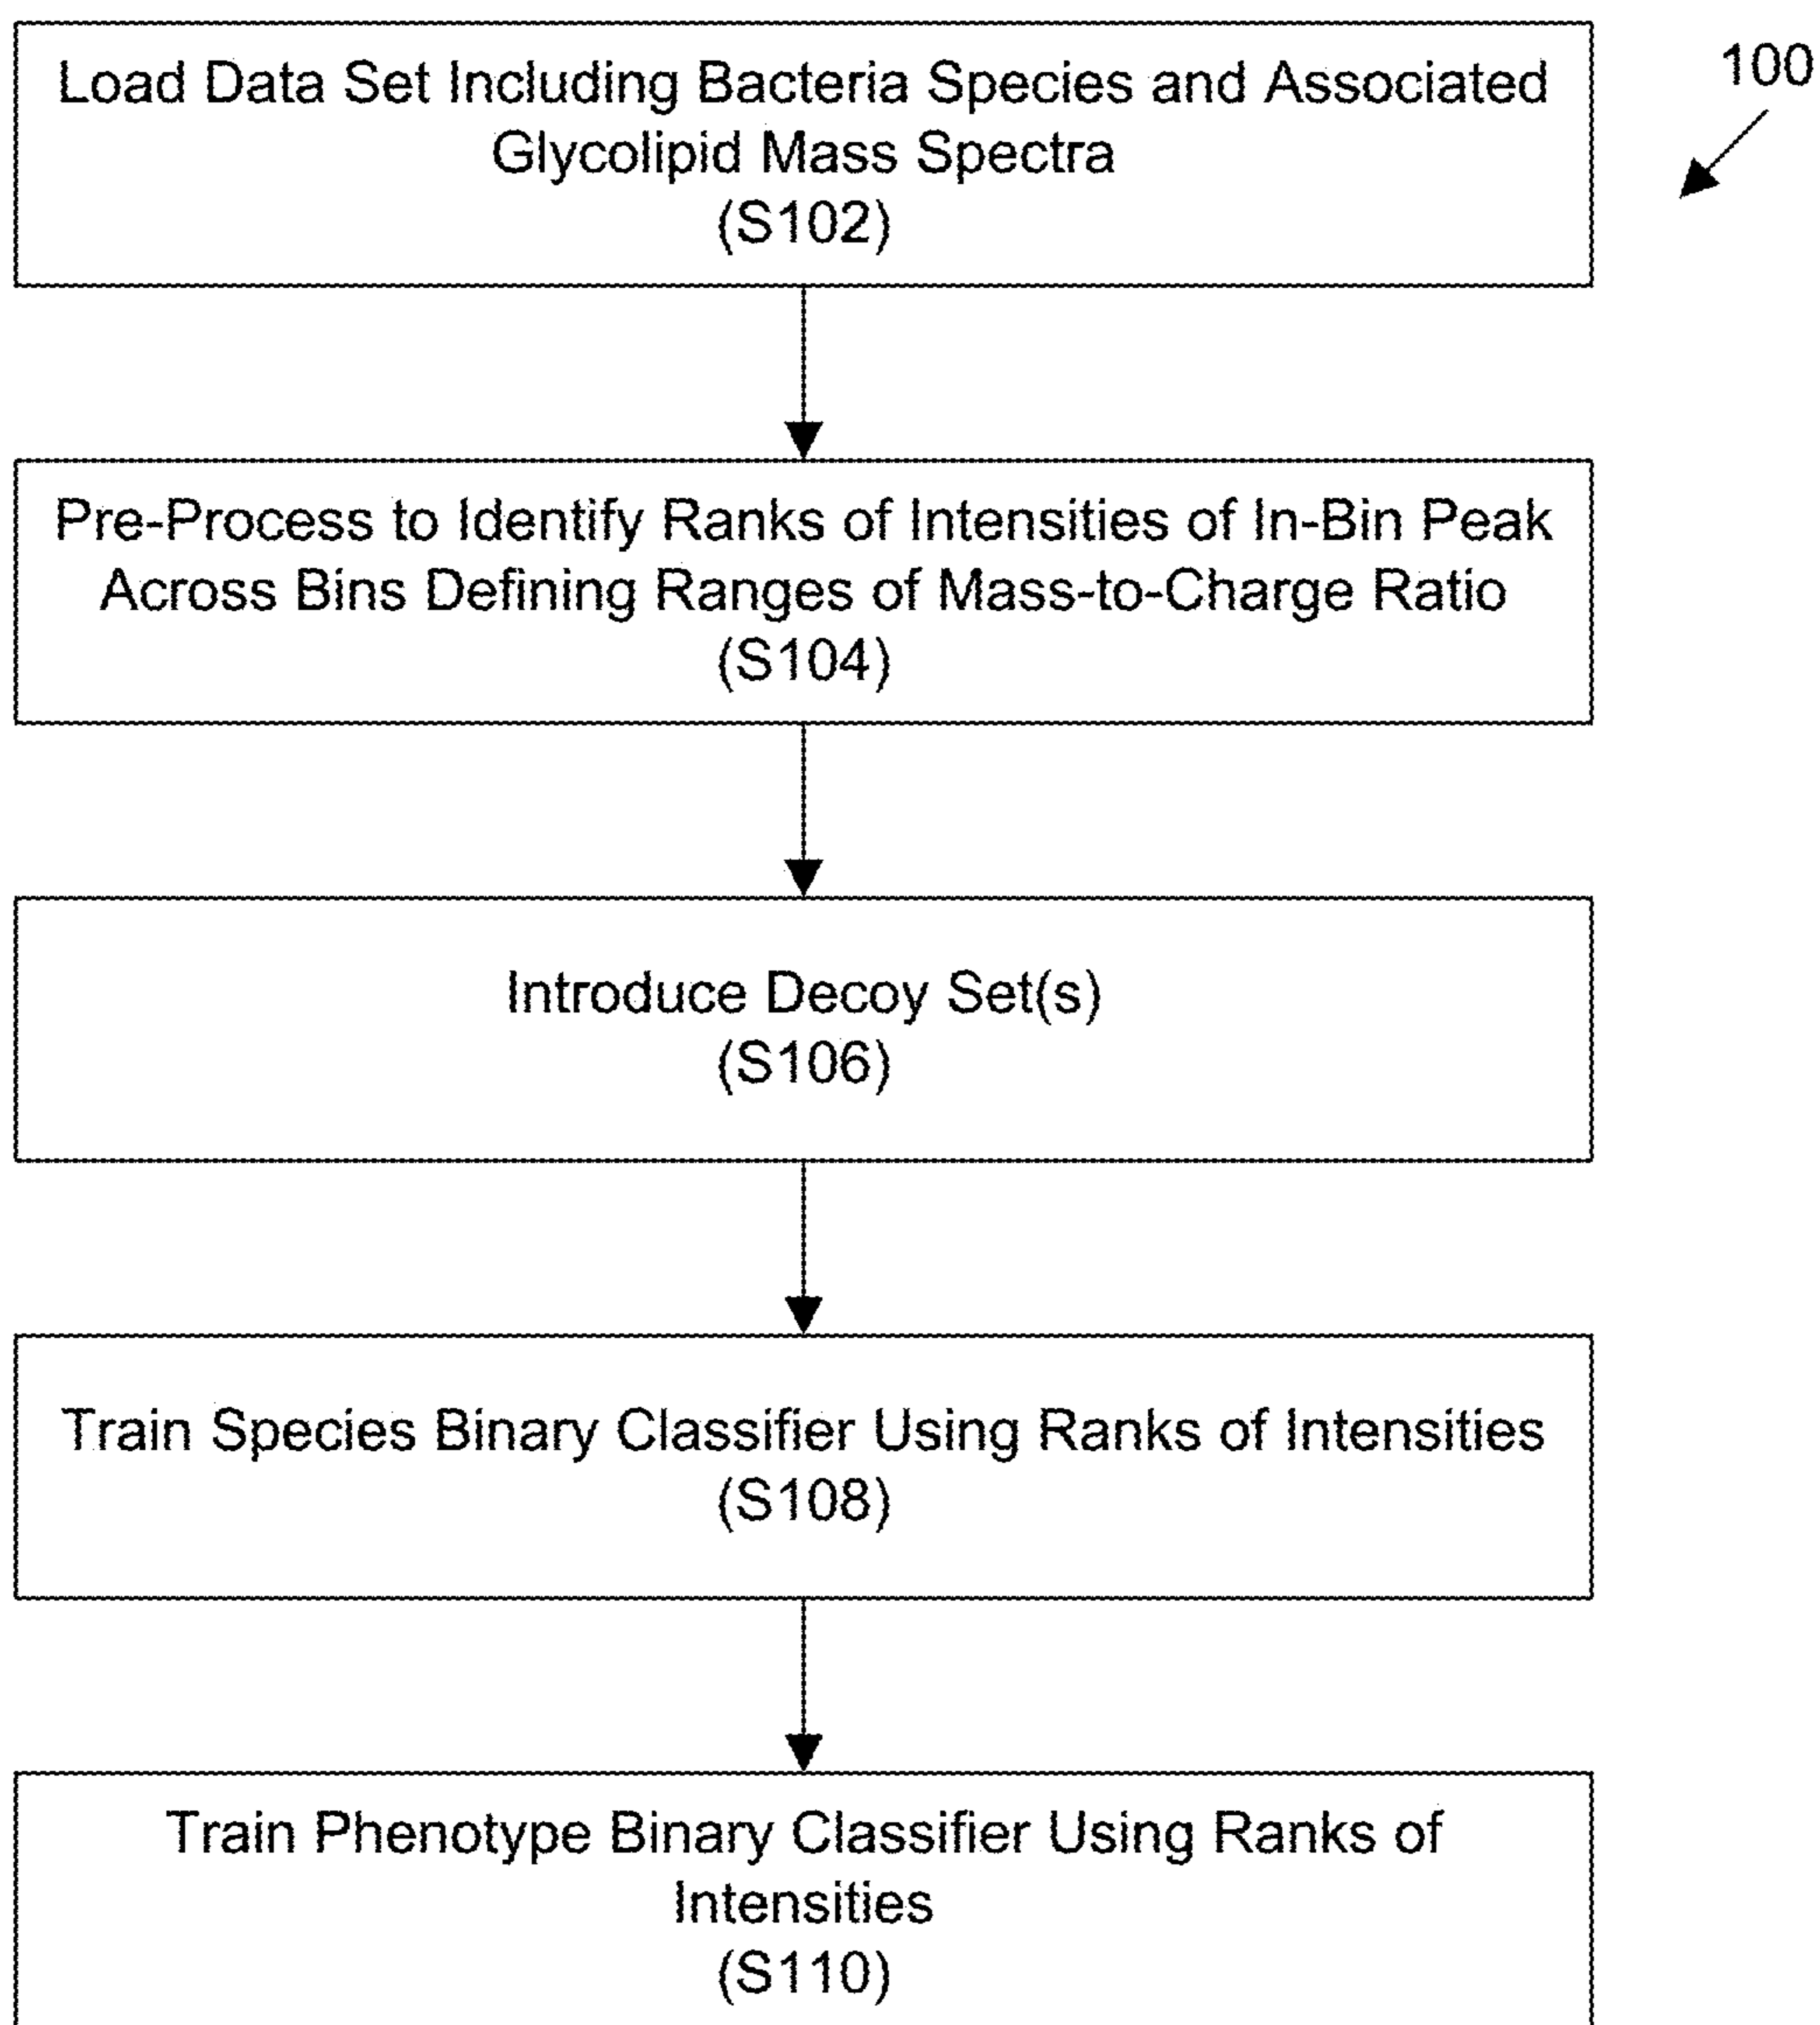 Load Data Set Including Bacteria Species and Associated
Glycolipid Mass Spectra
(S102)
100
Pre-Process to Identify Ranks of Intensities of In-Bin Peak
Across Bins Defining Ranges of Mass-to-Charge Ratio
(S104)
Introduce Decoy Set(s)
(S106)
Train Species Binary Classifier Using Ranks of Intensities
(S108)
Train Phenotype Binary Classifier Using Ranks of
Intensities
(S110)